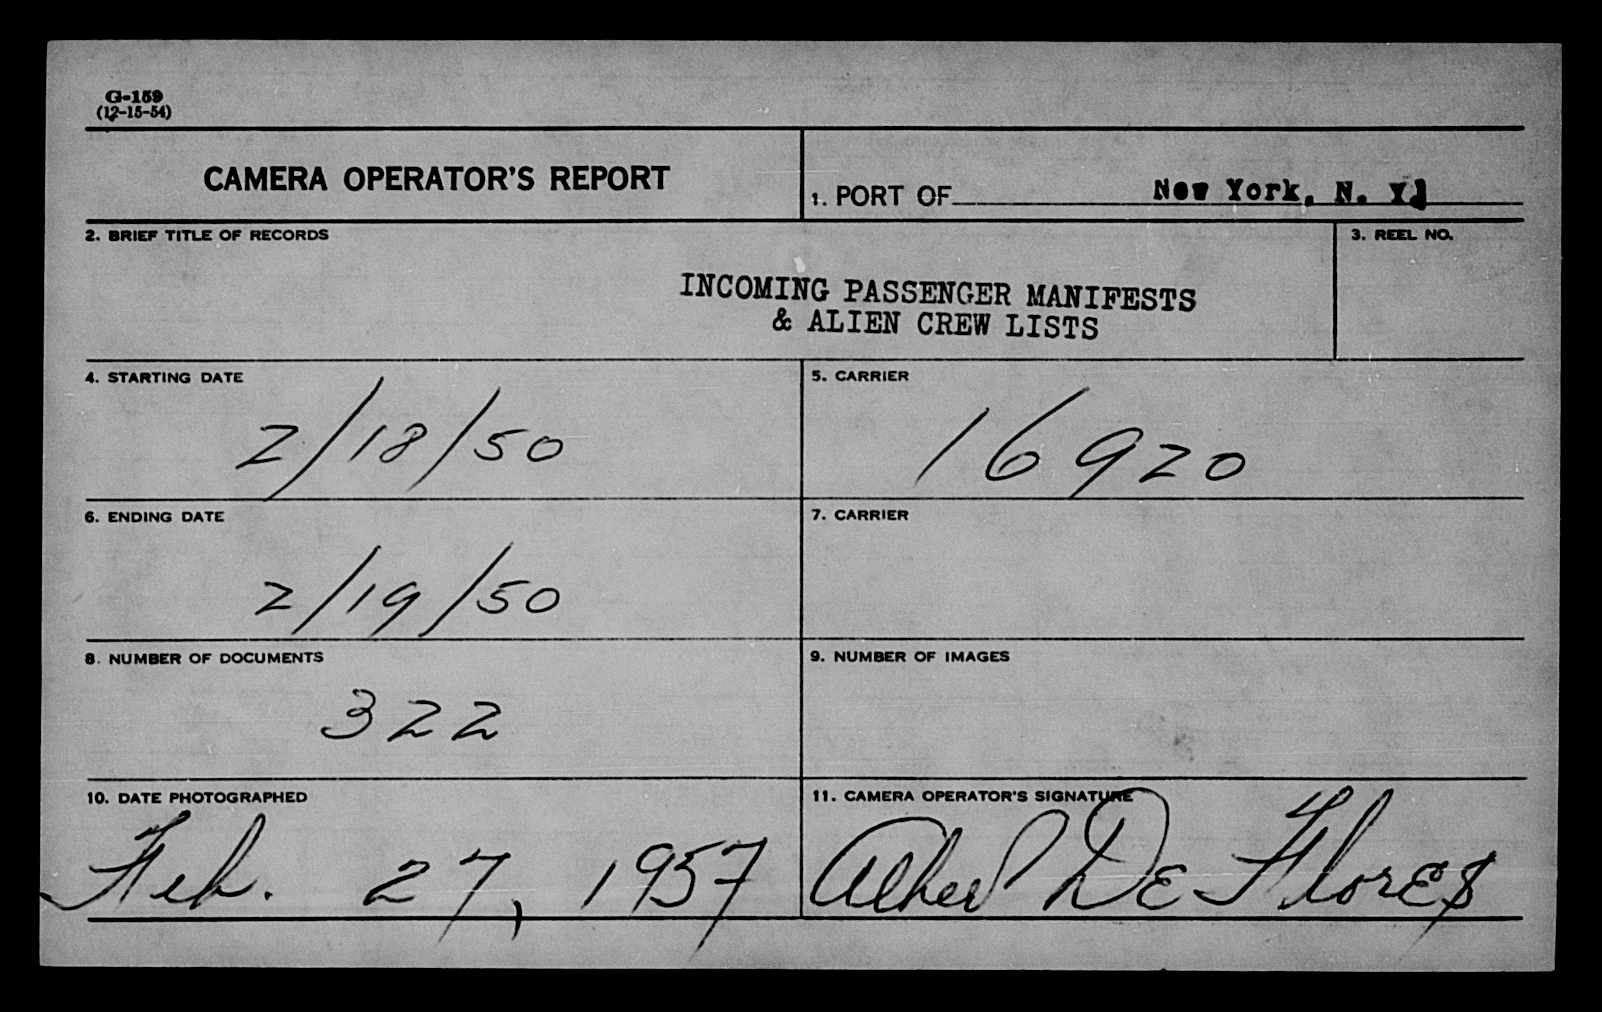 G-159
(12-15-54)
CAMERA OPERATOR'S REPORT
1. PORT OF New York, N. Y.
2. BRIEF TITLE OF RECORDS
3. REEL NO.
INCOMING PASSENGER MANIFESTS
& ALIEN CREW LISTS
4. STARTING DATE
2/18/50
5. CARRIER
16920
6. ENDING DATE
2/19/50
7. CARRIER
8. NUMBER OF DOCUMENTS
322
9. NUMBER OF IMAGES
10. DATE PHOTOGRAPHED
Feb. 27, 1957
11. CAMERA OPERATOR'S SIGNATURE
De Flores